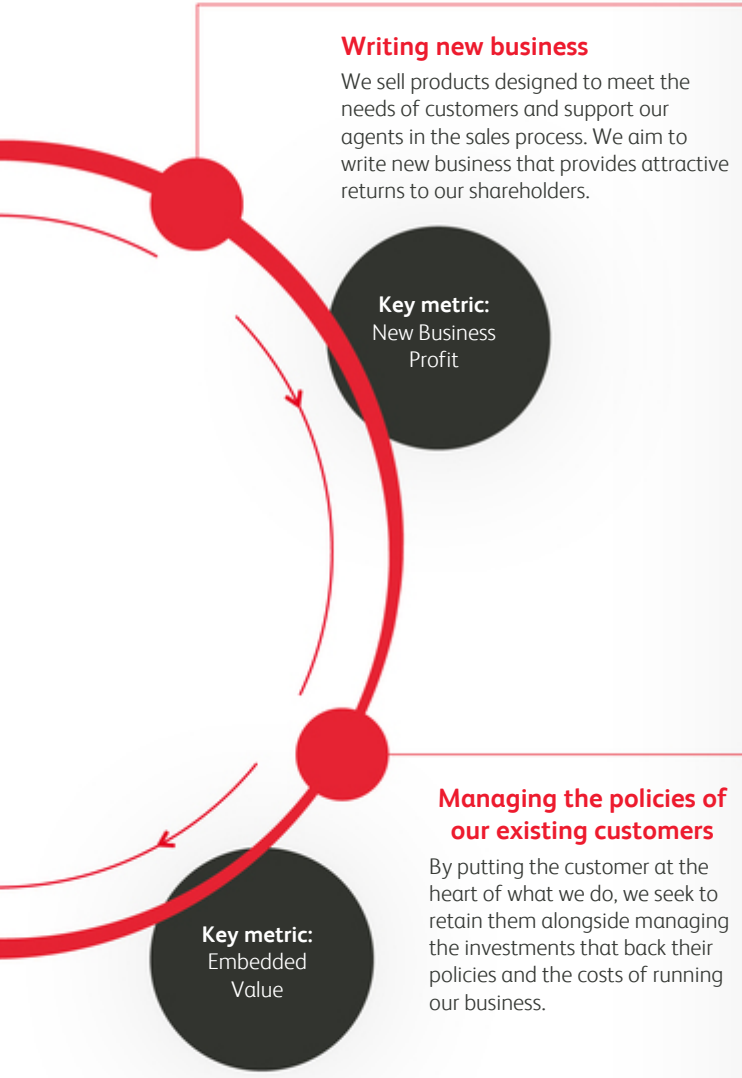 Writing new business
We sell products designed to meet the
needs of customers and support our
agents in the sales process. We aim to
write new business that provides attractive
returns to our shareholders.
Key metric:
New Business
Profit
Managing the policies of
our existing customers
By putting the customer at the
heart of what we do, we seek to
retain them alongside managing
the investments that back their
policies and the costs of running
our business.
Key metric:
Embedded
Value